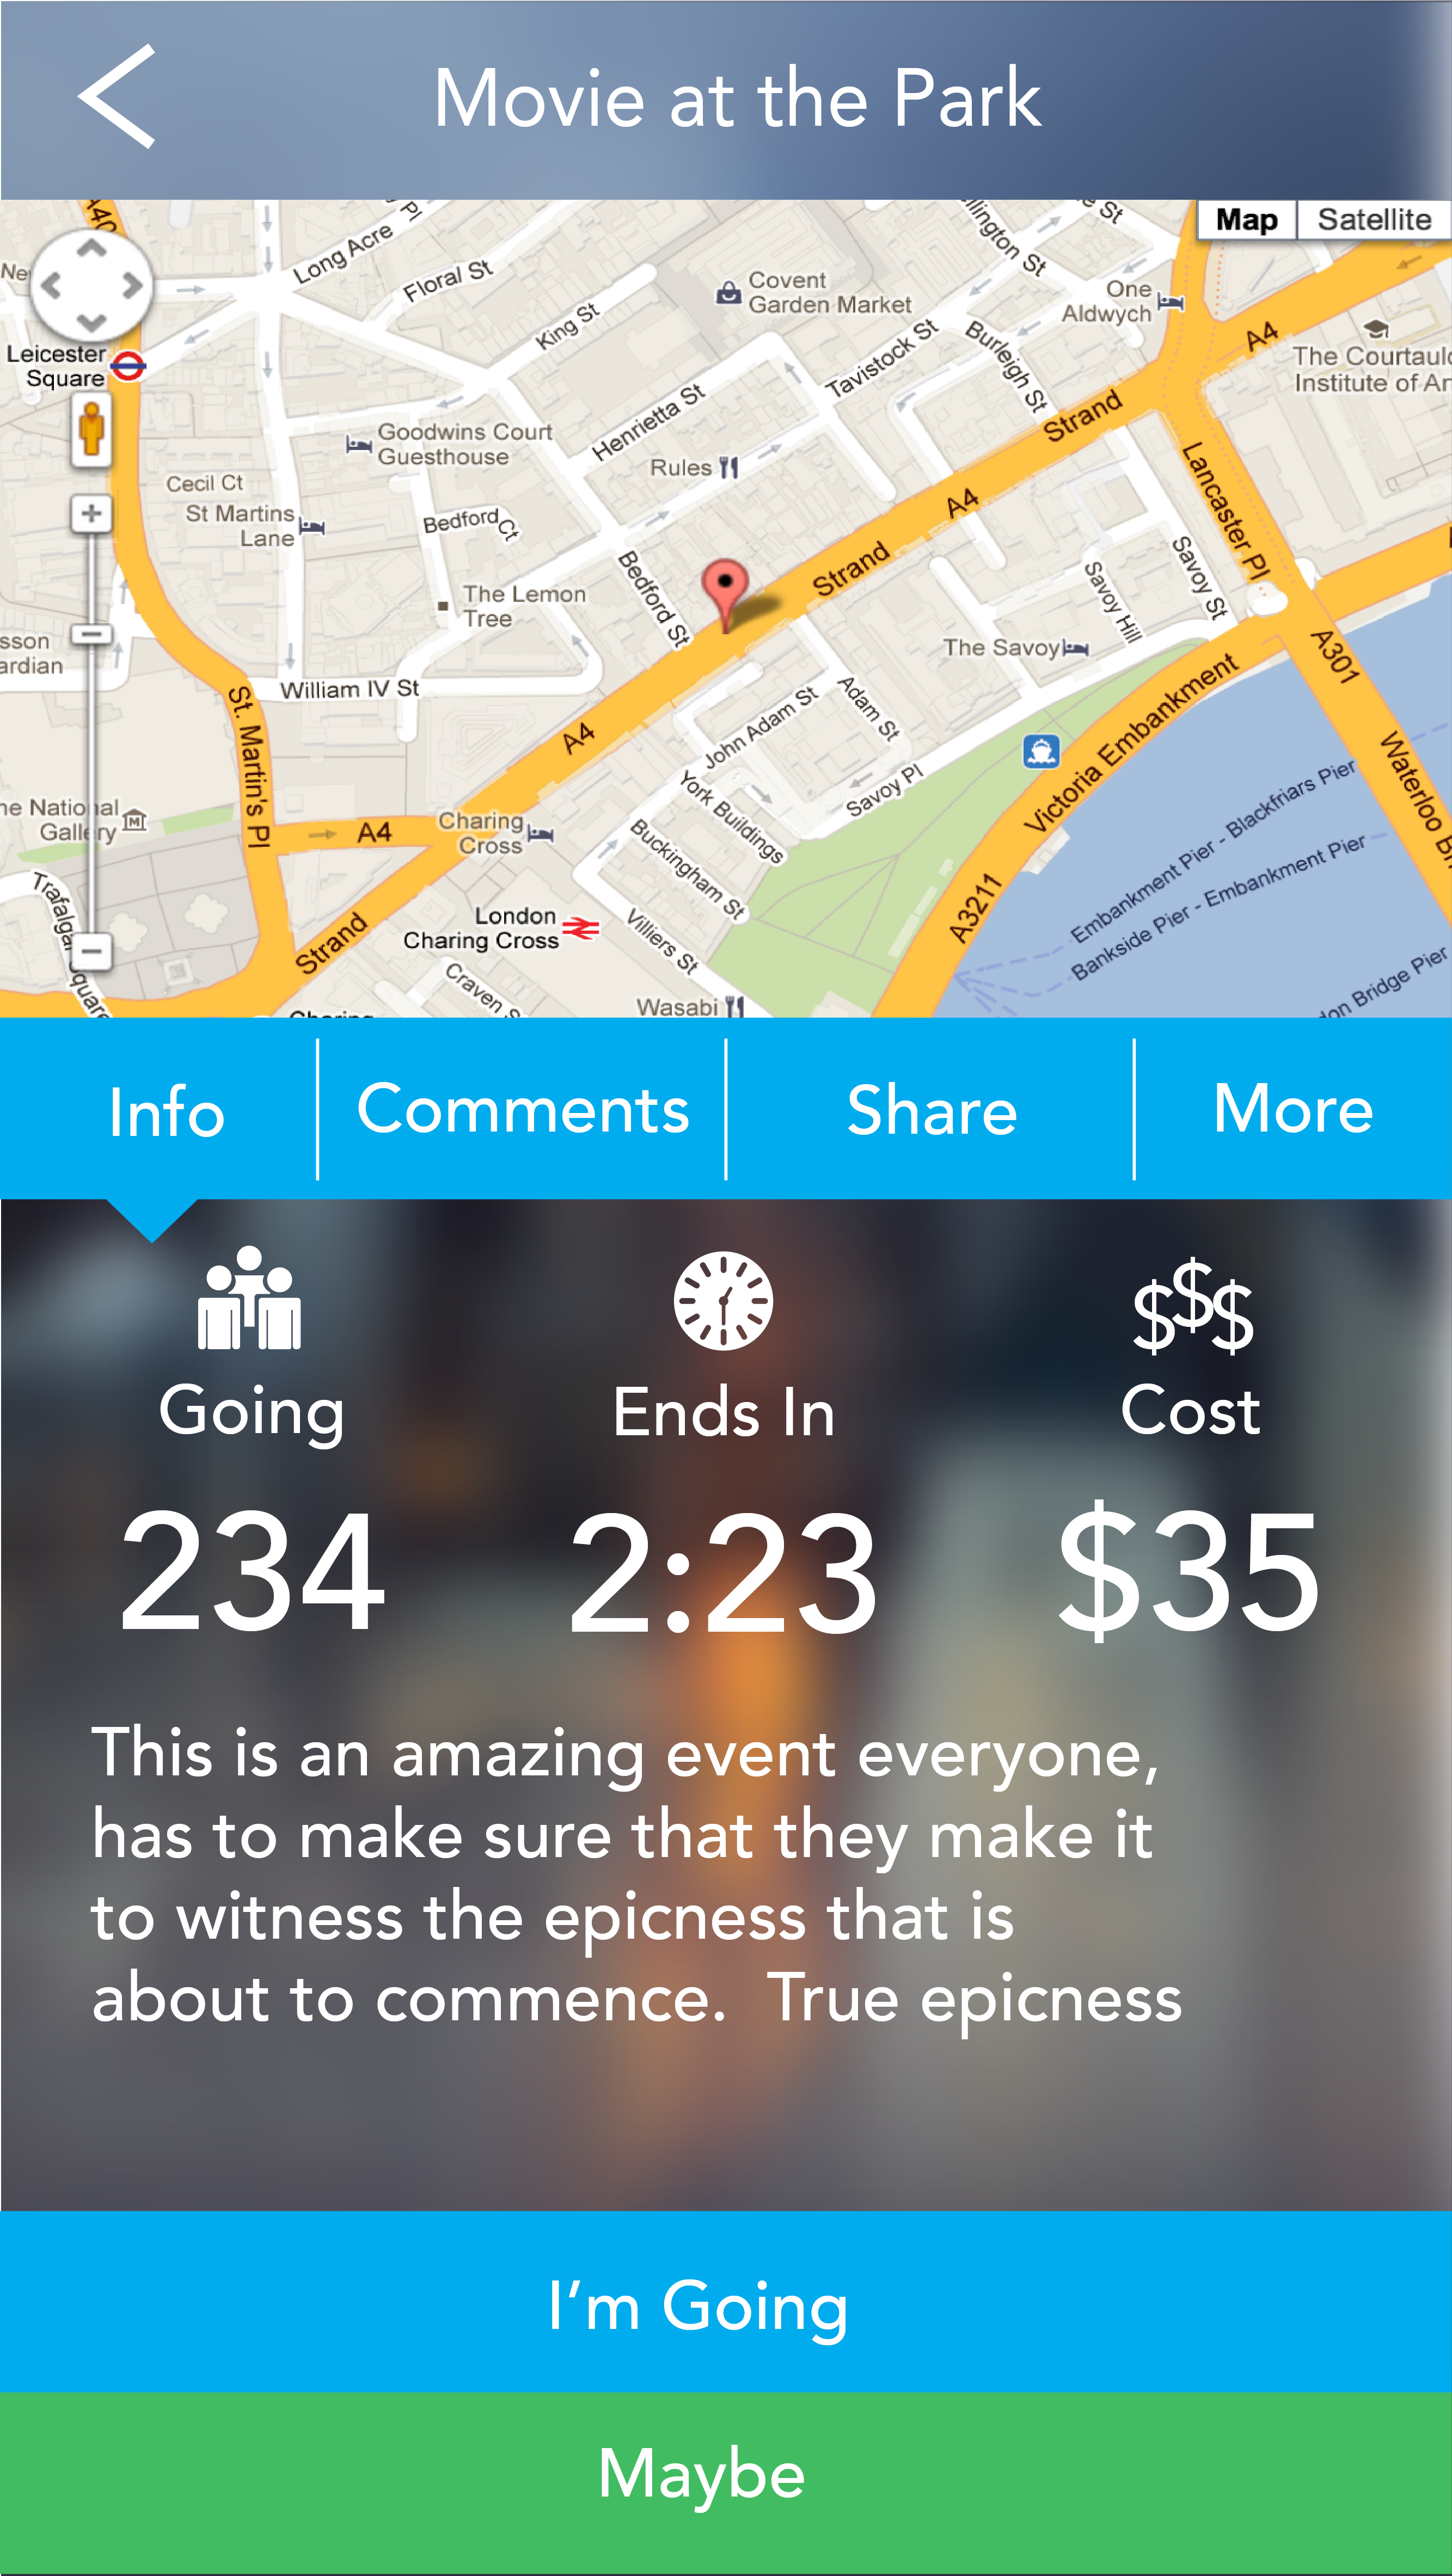 Movie at the Park
Map
Satellite
Long Acre
Floral St
King St
Covent
Garden Market
One
Aldwych
A4
The
Institute of
Leicester
Square
Henrietta St
Tavistock St
Burleigh St
Strand
Goodwins Court
Guesthouse
Rules
Lancaster Pl
Cecil Ct
St Martins
Lane
Bedford Ct
A4
Strand
Bedford St
Savoy St
Savoy Hill
The Lemon
Tree
The Savoy
A301
William IV St
St. Martin's Pl
John Adam St
Adam St
A4
Victoria Embankment
Waterloo
York Buildings
Savoy Pl
National
Gallery
A4
Charing
Cross
Buckingham St
Embankment Pier - Blackfriars Pier
Bankside Pier - Embankment Pier
A3211
London
Charing Cross
Villiers St
Strand
Craven
Wasabi
Bridge Pier
Info
Comments
Share
More
Going
Ends In
Cost
234
2:23
$35
This is an amazing event everyone,
has to make sure that they make it
to witness the epicness that is
about to commence.  True epicness
I'm Going
Maybe